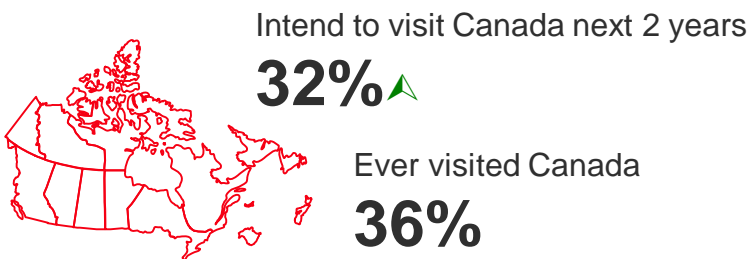 Intend to visit Canada next 2 years
32%
Ever visited Canada
36%